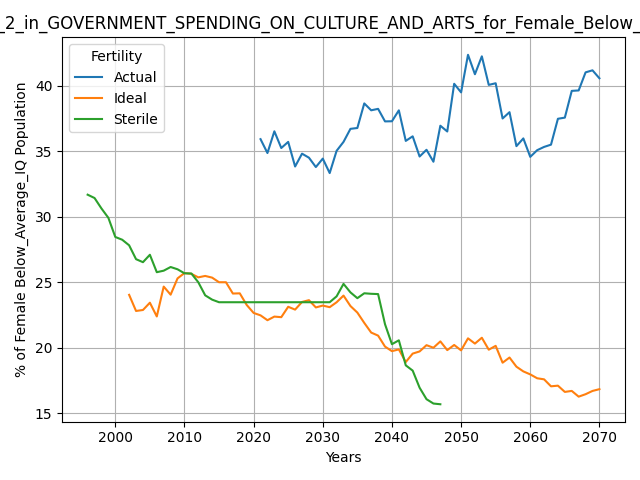 _2_in_GOVERNMENT_SPENDING_ON_CULTURE_AND_ARTS_for_Female_Below_
Fertility
Actual
Ideal
Sterile
% of Female Below_Average_IQ Population
40
35
30
25
20
15
2000 2010 2020 2030 2040 2050 2060 2070
Years